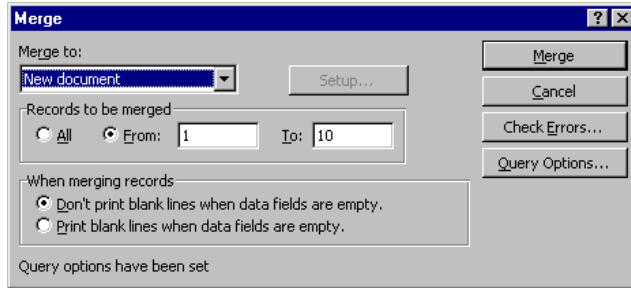 Merge
Merge to:
New document
Setup...
Records to be merged
All From: 1 To: 10
When merging records
Don't print blank lines when data fields are empty.
Print blank lines when data fields are empty.
Query options have been set
Merge
Cancel
Check Errors...
Query Options...